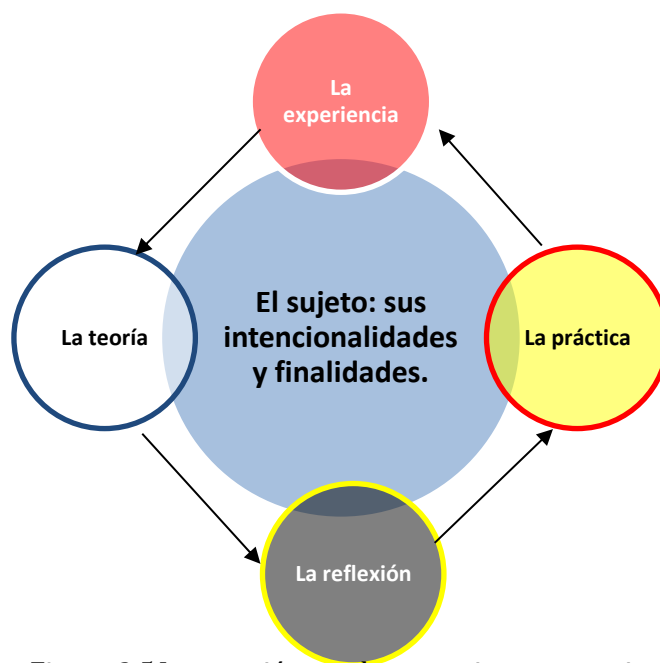 La
experiencia
La teoría
El sujeto: sus
intencionalidades
y finalidades.
La práctica
La reflexión